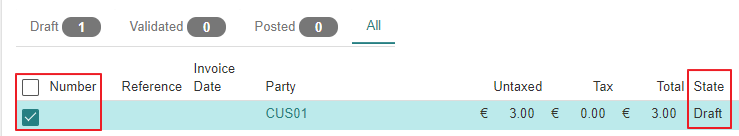 Draft 1 Validated 0 Posted 0 All
Number Reference Invoice Date Party Untaxed Tax Total State
CUS01 € 3.00 € 0.00 € 3.00 Draft